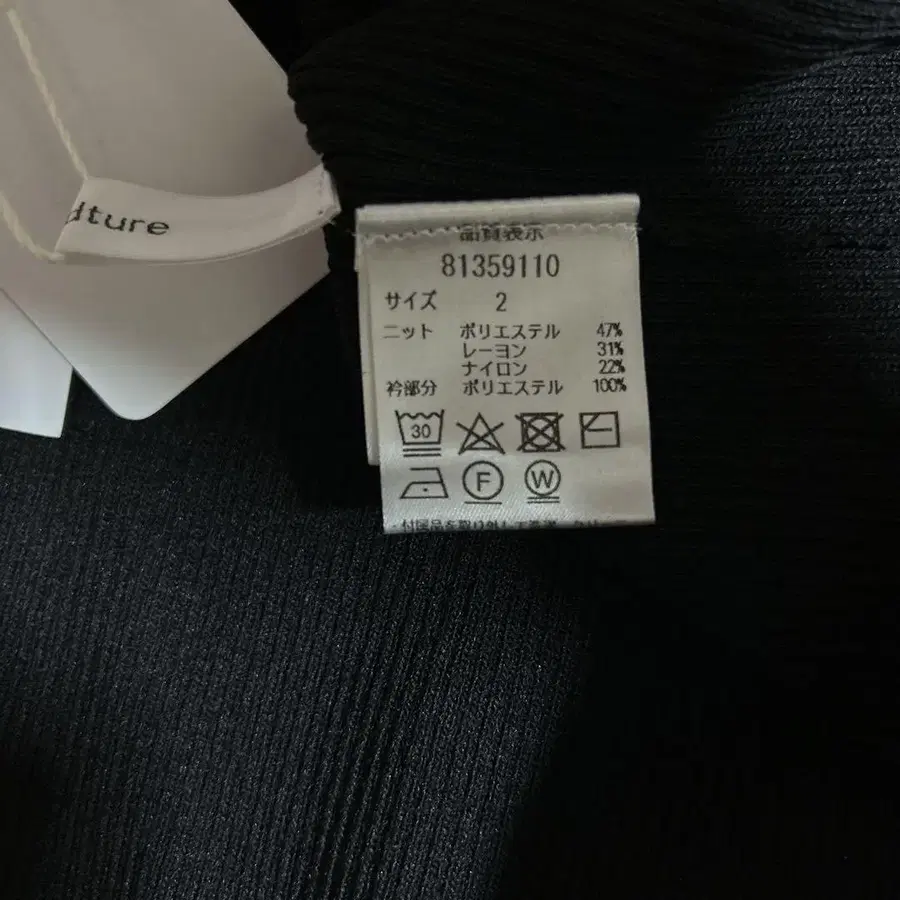 dture
品質表示
81359110
サイズ 2
ニット ポリエステル 47%
レーヨン 31%
ナイロン 22%
衿部分 ポリエステル 100%
30
F W